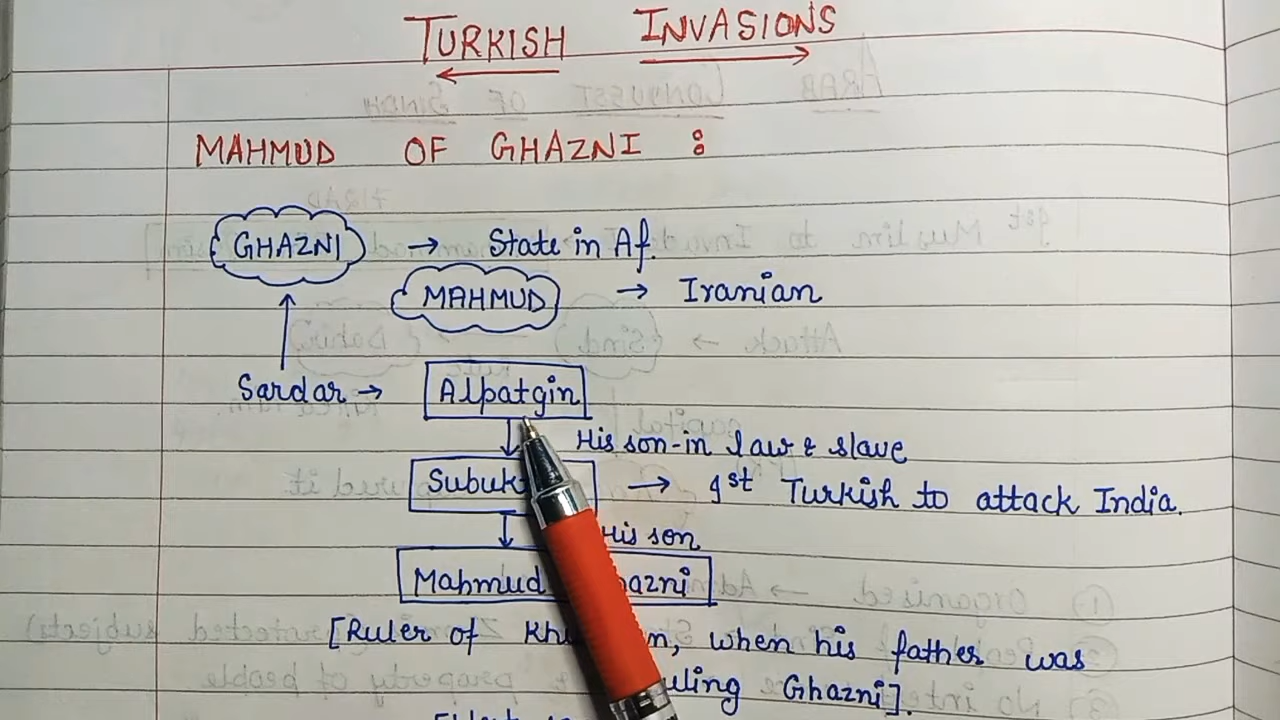 TURKISH INVASIONS
MAHMUD OF GHAZNI :
GHAZNI → State in Af.
MAHMUD → Iranian
Sardar → Alpatgin
His son-in law & slave
→ 1st Turkish to attack India.
His son
Mahmud
[Ruler of when his father was
Ghazni].